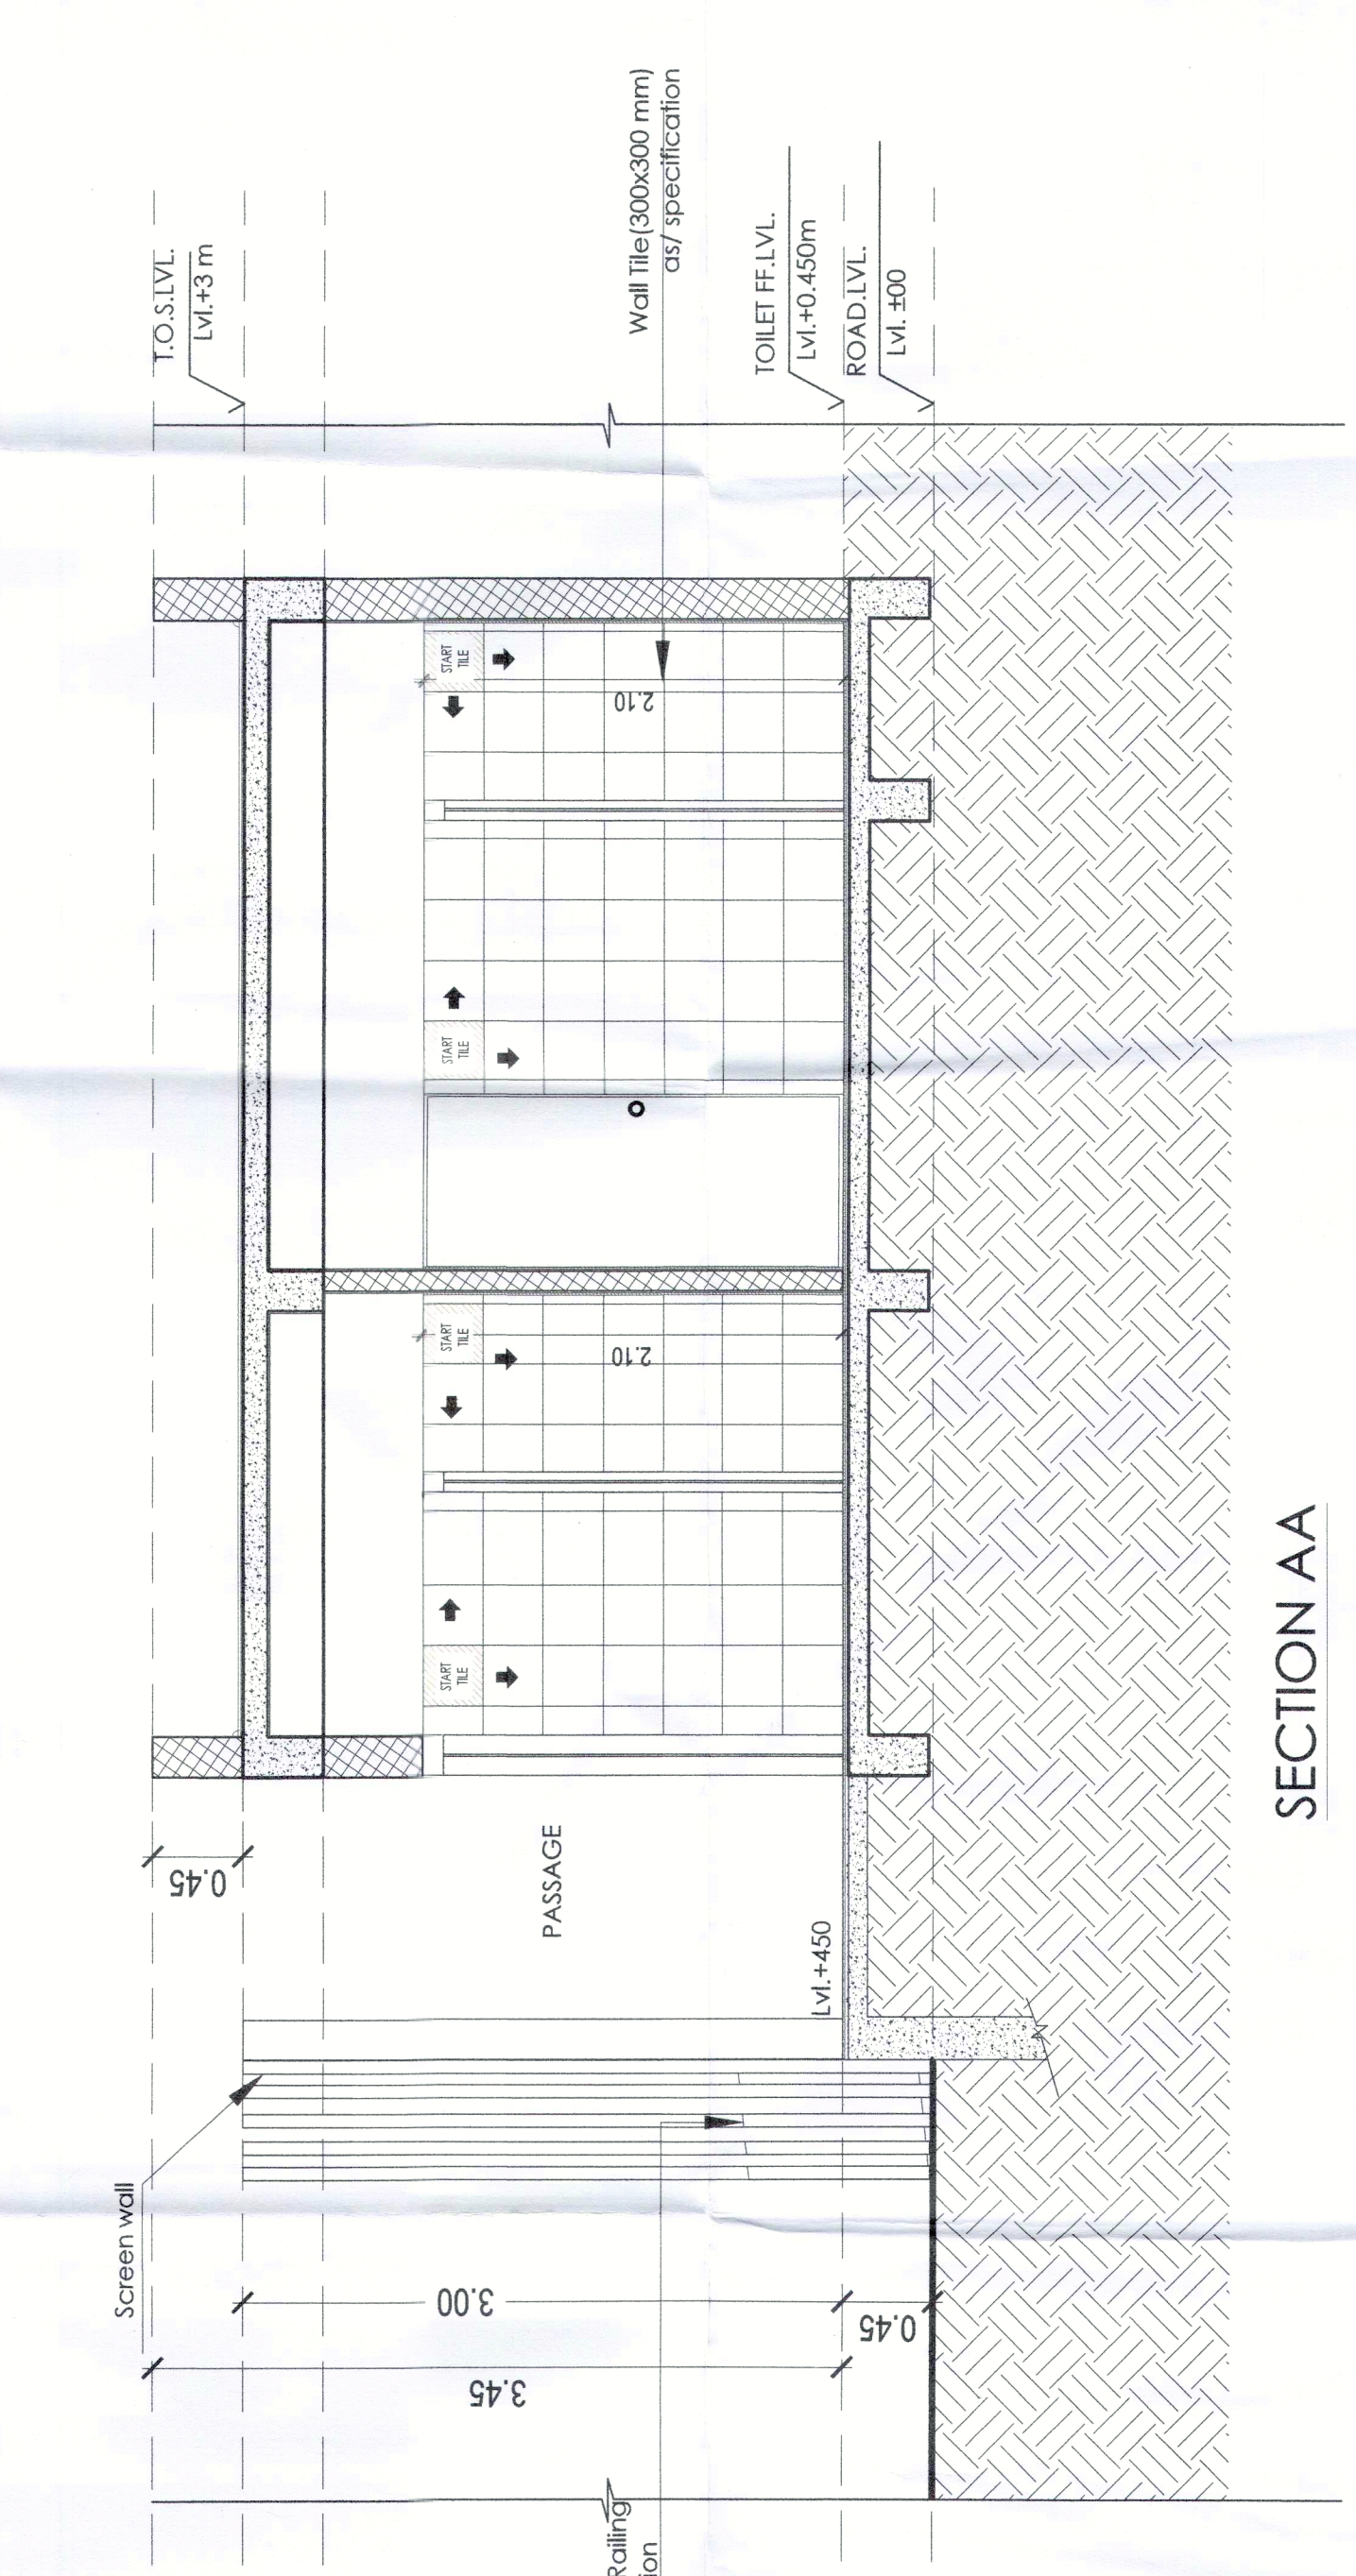 T.O.S.LVL.
Lvl.+3 m
Wall Tile(300x300 mm)
as/ specification
TOILET FF.LVL.
Lvl.+0.450m
ROAD.LVL.
Lvl. ±00
START
TILE
2.10
START
TILE
START
TILE
2.10
START
TILE
0.45
PASSAGE
Lvl.+450
Screen wall
3.00
0.45
3.45
Railing
SECTION AA